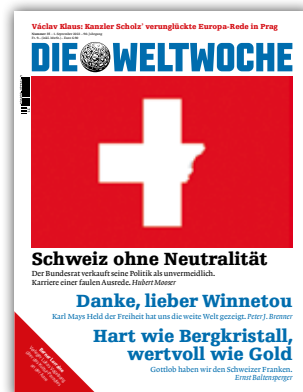 Václav Klaus: Kanzler Scholz' verunglückte Europa-Rede in Prag
DIE WELTWOCHE
Schweiz ohne Neutralität
Der Bundesrat verkauft seine Politik als unvermeidlich.
Karriere einer faulen Ausrede. Hubert Mooser
Danke, lieber Winnetou
Karl Mays Held der Freiheit hat uns die weite Welt gezeigt. Peter J. Brenner
Hart wie Bergkristall,
wertvoll wie Gold
Gottlob haben wir den Schweizer Franken.
Ernst Baltensperger